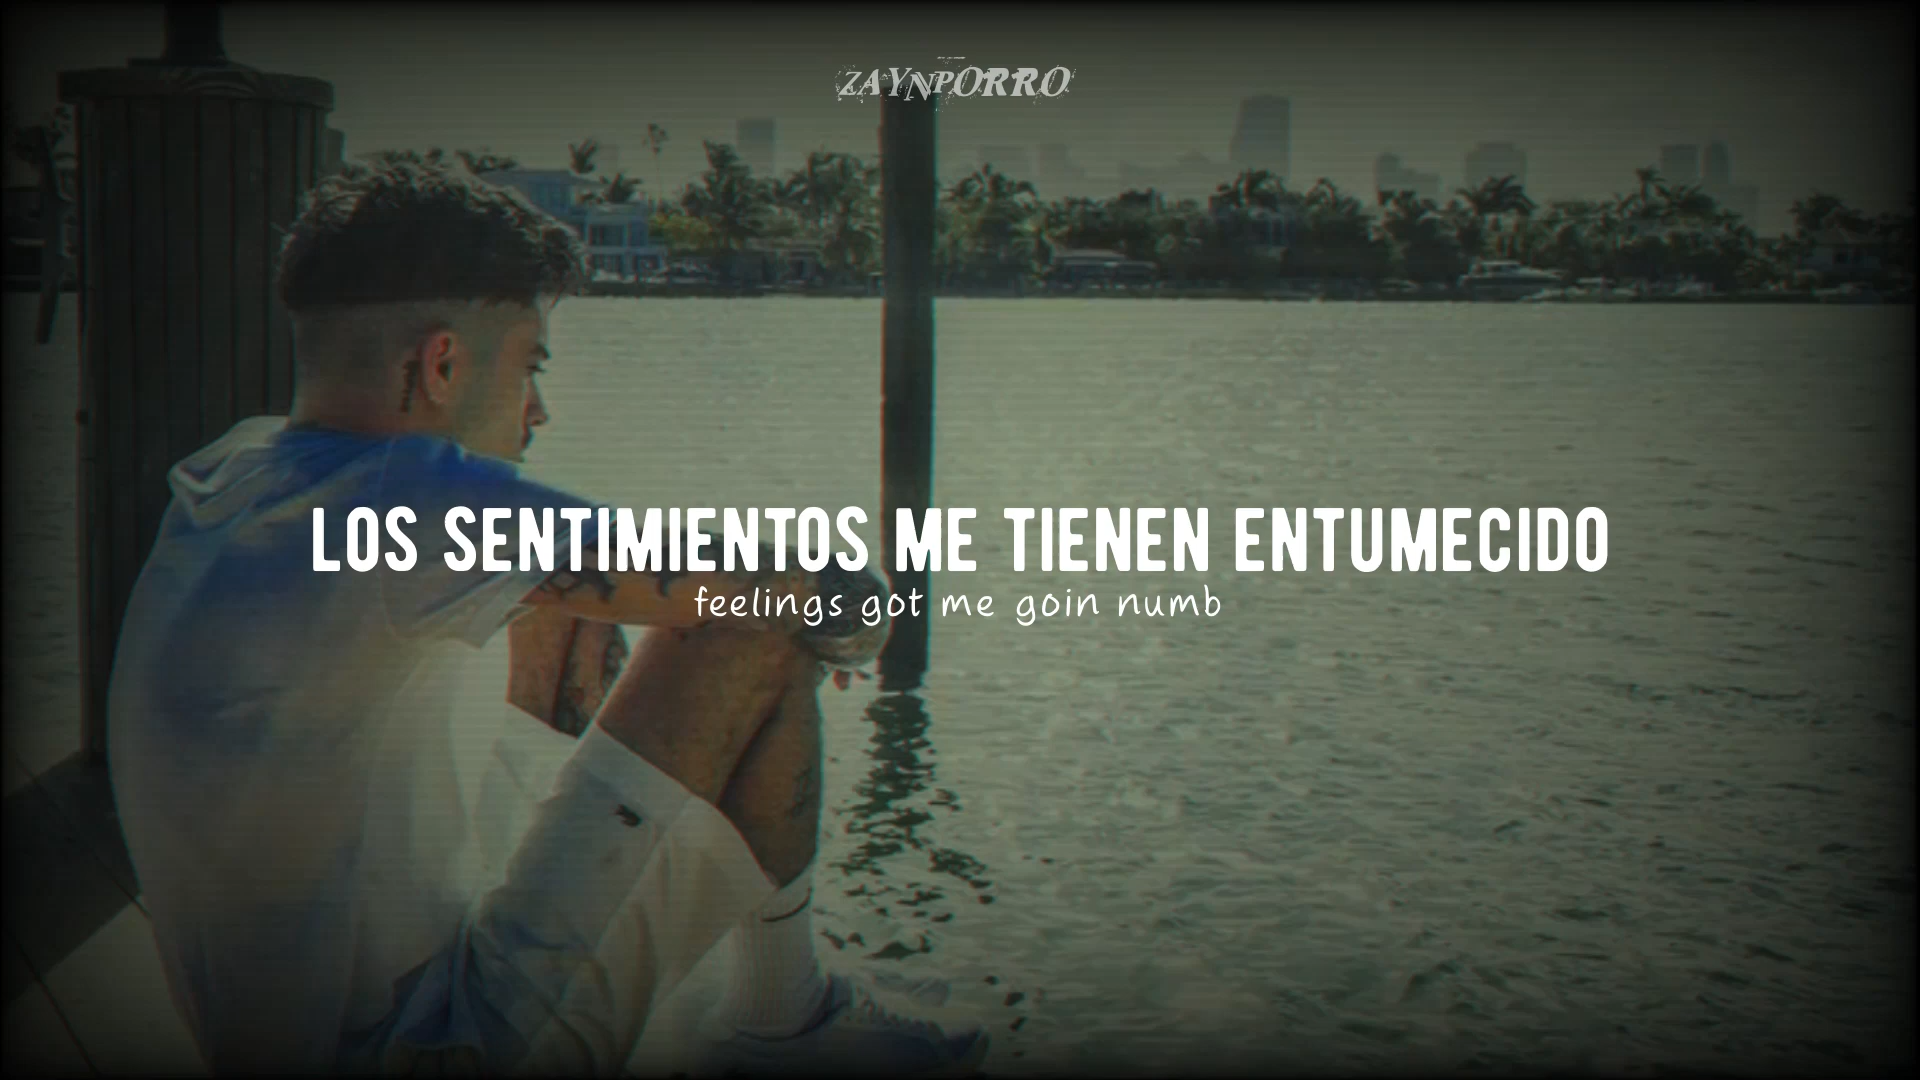 ZAYNPORRO
LOS SENTIMIENTOS ME TIENEN ENTUMECIDO
feelings got me goin numb